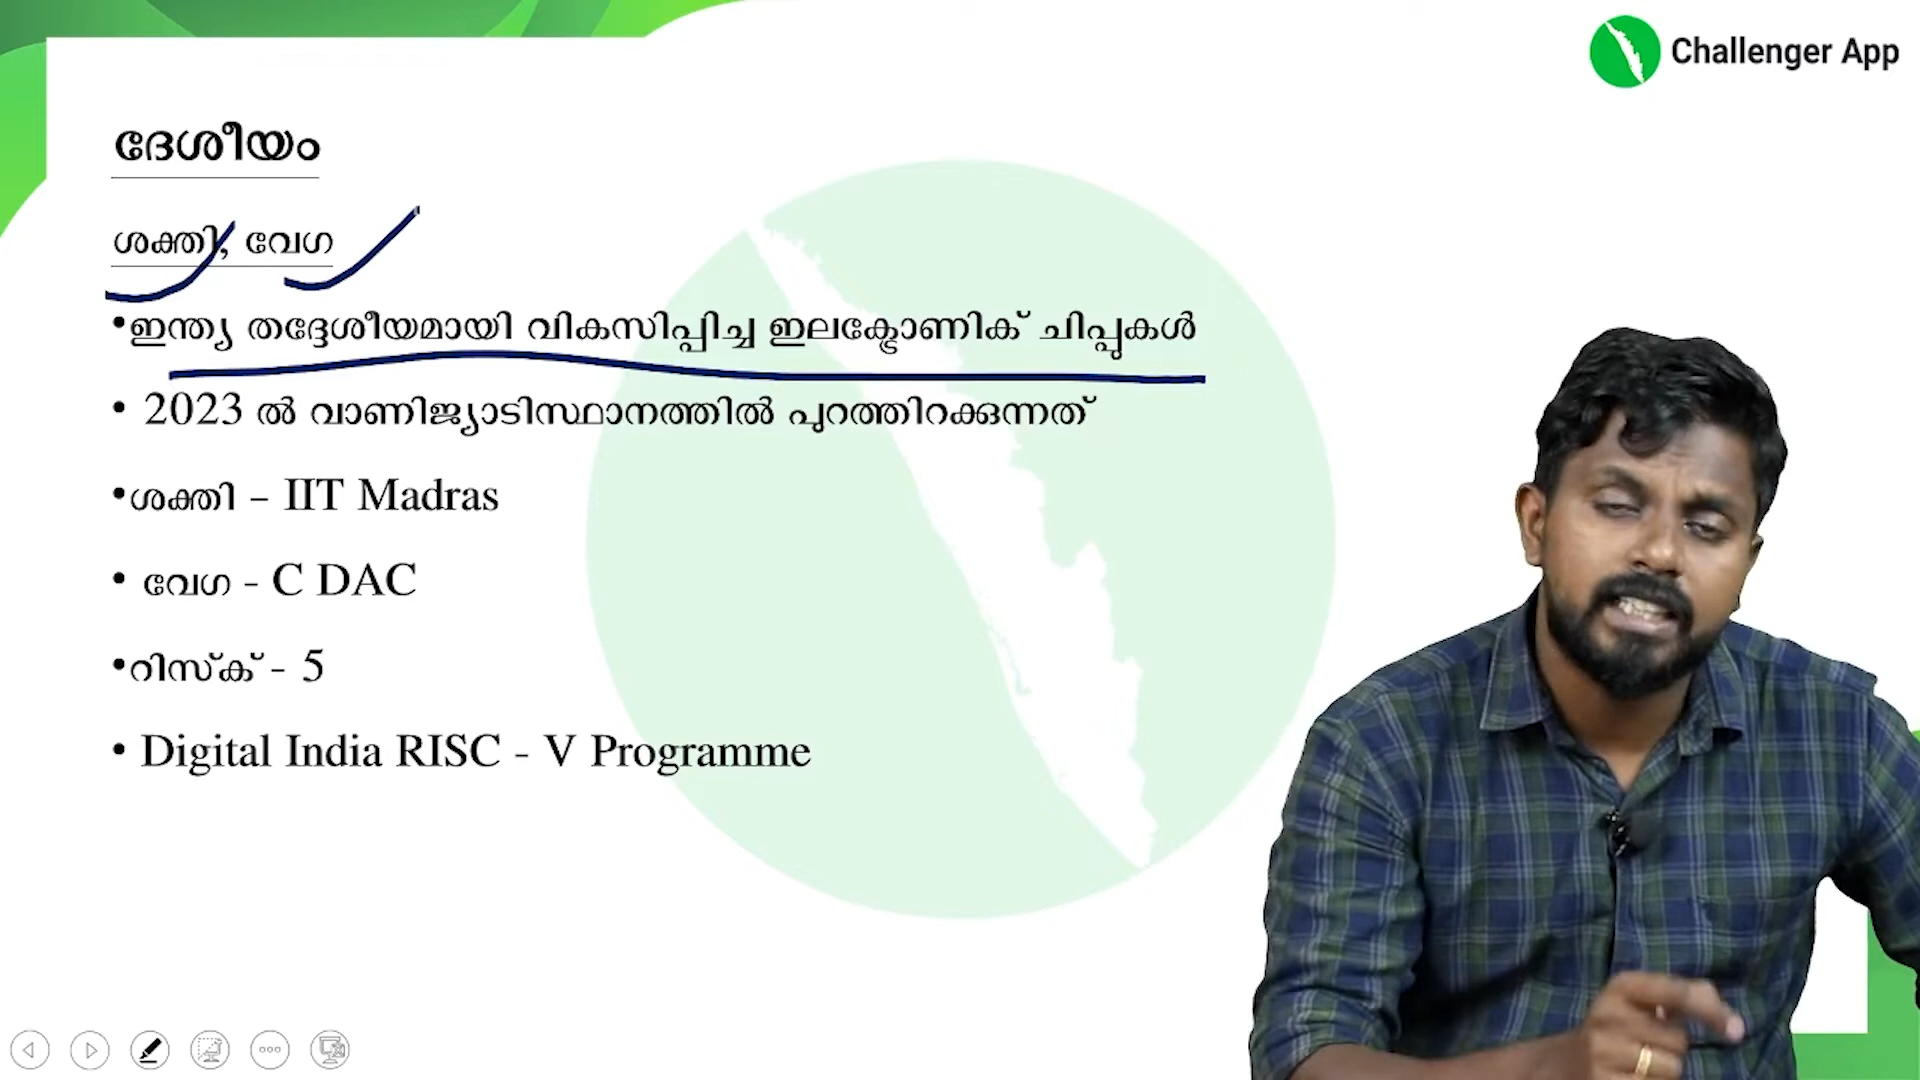 Challenger App
ദേശീയം
ശക്തി, വേഗ
•ഇന്ത്യ തദ്ദേശീയമായി വികസിപ്പിച്ച ഇലക്ട്രോണിക് ചിപ്പുകൾ
• 2023 ൽ വാണിജ്യാടിസ്ഥാനത്തിൽ പുറത്തിറക്കുന്നത്
•ശക്തി – IIT Madras
• വേഗ - C DAC
•റിസ്ക് - 5
• Digital India RISC - V Programme